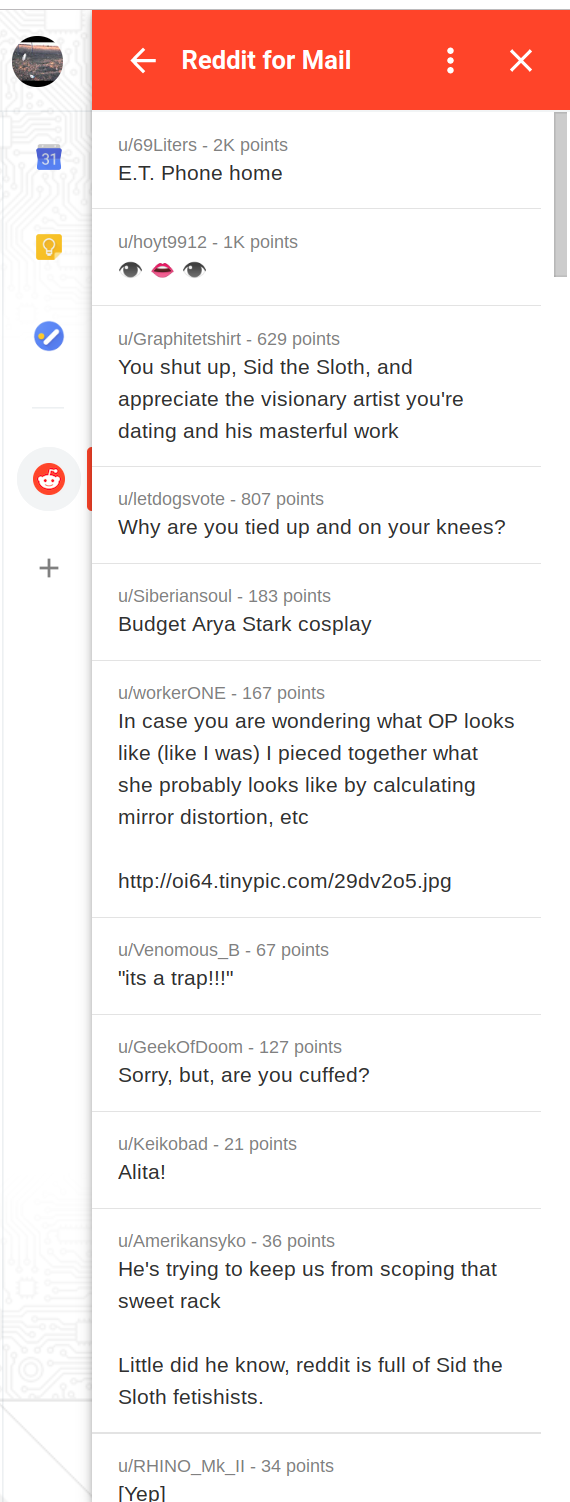 Reddit for Mail
31
u/69Liters - 2K points
E.T. Phone home
u/hoyt9912 - 1K points
👁 👄 👁
u/Graphitetshirt - 629 points
You shut up, Sid the Sloth, and
appreciate the visionary artist you're
dating and his masterful work
u/letdogsvote - 807 points
Why are you tied up and on your knees?
u/Siberiansoul - 183 points
Budget Arya Stark cosplay
u/workerONE - 167 points
In case you are wondering what OP looks
like (like I was) I pieced together what
she probably looks like by calculating
mirror distortion, etc
http://oi64.tinypic.com/29dv2o5.jpg
u/Venomous_B - 67 points
"its a trap!!!"
u/GeekOfDoom - 127 points
Sorry, but, are you cuffed?
u/Keikobad - 21 points
Alita!
u/Amerikansyko - 36 points
He's trying to keep us from scoping that
sweet rack
Little did he know, reddit is full of Sid the
Sloth fetishists.
u/RHINO_Mk_II - 34 points
[Yep]